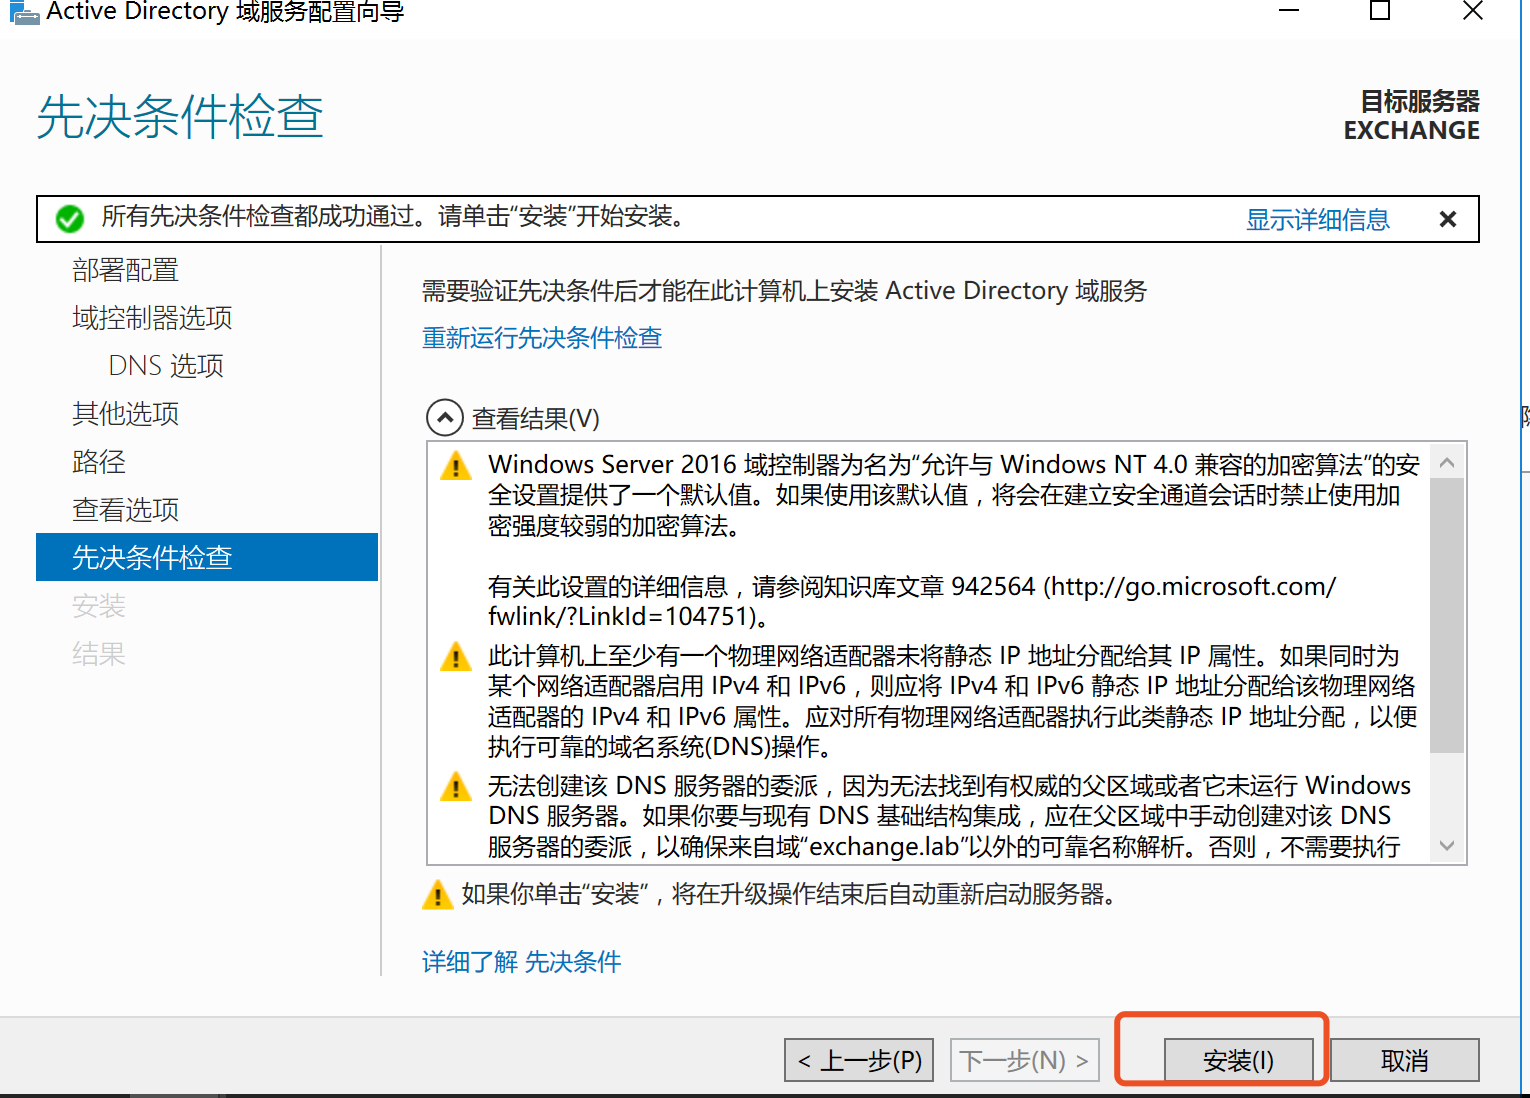 Active Directory 域服务配置向导
先决条件检查
目标服务器
EXCHANGE
所有先决条件检查都成功通过。请单击“安装”开始安装。
显示详细信息
部署配置
域控制器选项
DNS 选项
其他选项
路径
查看选项
先决条件检查
安装
结果
需要验证先决条件后才能在此计算机上安装 Active Directory 域服务
重新运行先决条件检查
查看结果(V)
Windows Server 2016 域控制器为名为“允许与 Windows NT 4.0 兼容的加密算法”的安
全设置提供了一个默认值。如果使用该默认值，将会在建立安全通道会话时禁止使用加
密强度较弱的加密算法。
有关此设置的详细信息，请参阅知识库文章 942564 (http://go.microsoft.com/
fwlink/?LinkId=104751)。
此计算机上至少有一个物理网络适配器未将静态 IP 地址分配给其 IP 属性。如果同时为
某个网络适配器启用 IPv4 和 IPv6，则应将 IPv4 和 IPv6 静态 IP 地址分配给该物理网络
适配器的 IPv4 和 IPv6 属性。应对所有物理网络适配器执行此类静态 IP 地址分配，以便
执行可靠的域名系统(DNS)操作。
无法创建该 DNS 服务器的委派，因为无法找到有权威的父区域或者它未运行 Windows
DNS 服务器。如果你要与现有 DNS 基础结构集成，应在父区域中手动创建对该 DNS
服务器的委派，以确保来自域“exchange.lab”以外的可靠名称解析。否则，不需要执行
如果你单击“安装”，将在升级操作结束后自动重新启动服务器。
详细了解 先决条件
< 上一步(P)
下一步(N) >
安装(I)
取消